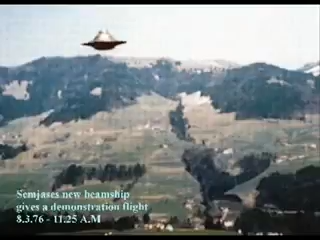 Semjases new beamship
gives a demonstration flight
8.3.76 - 11.25 A.M